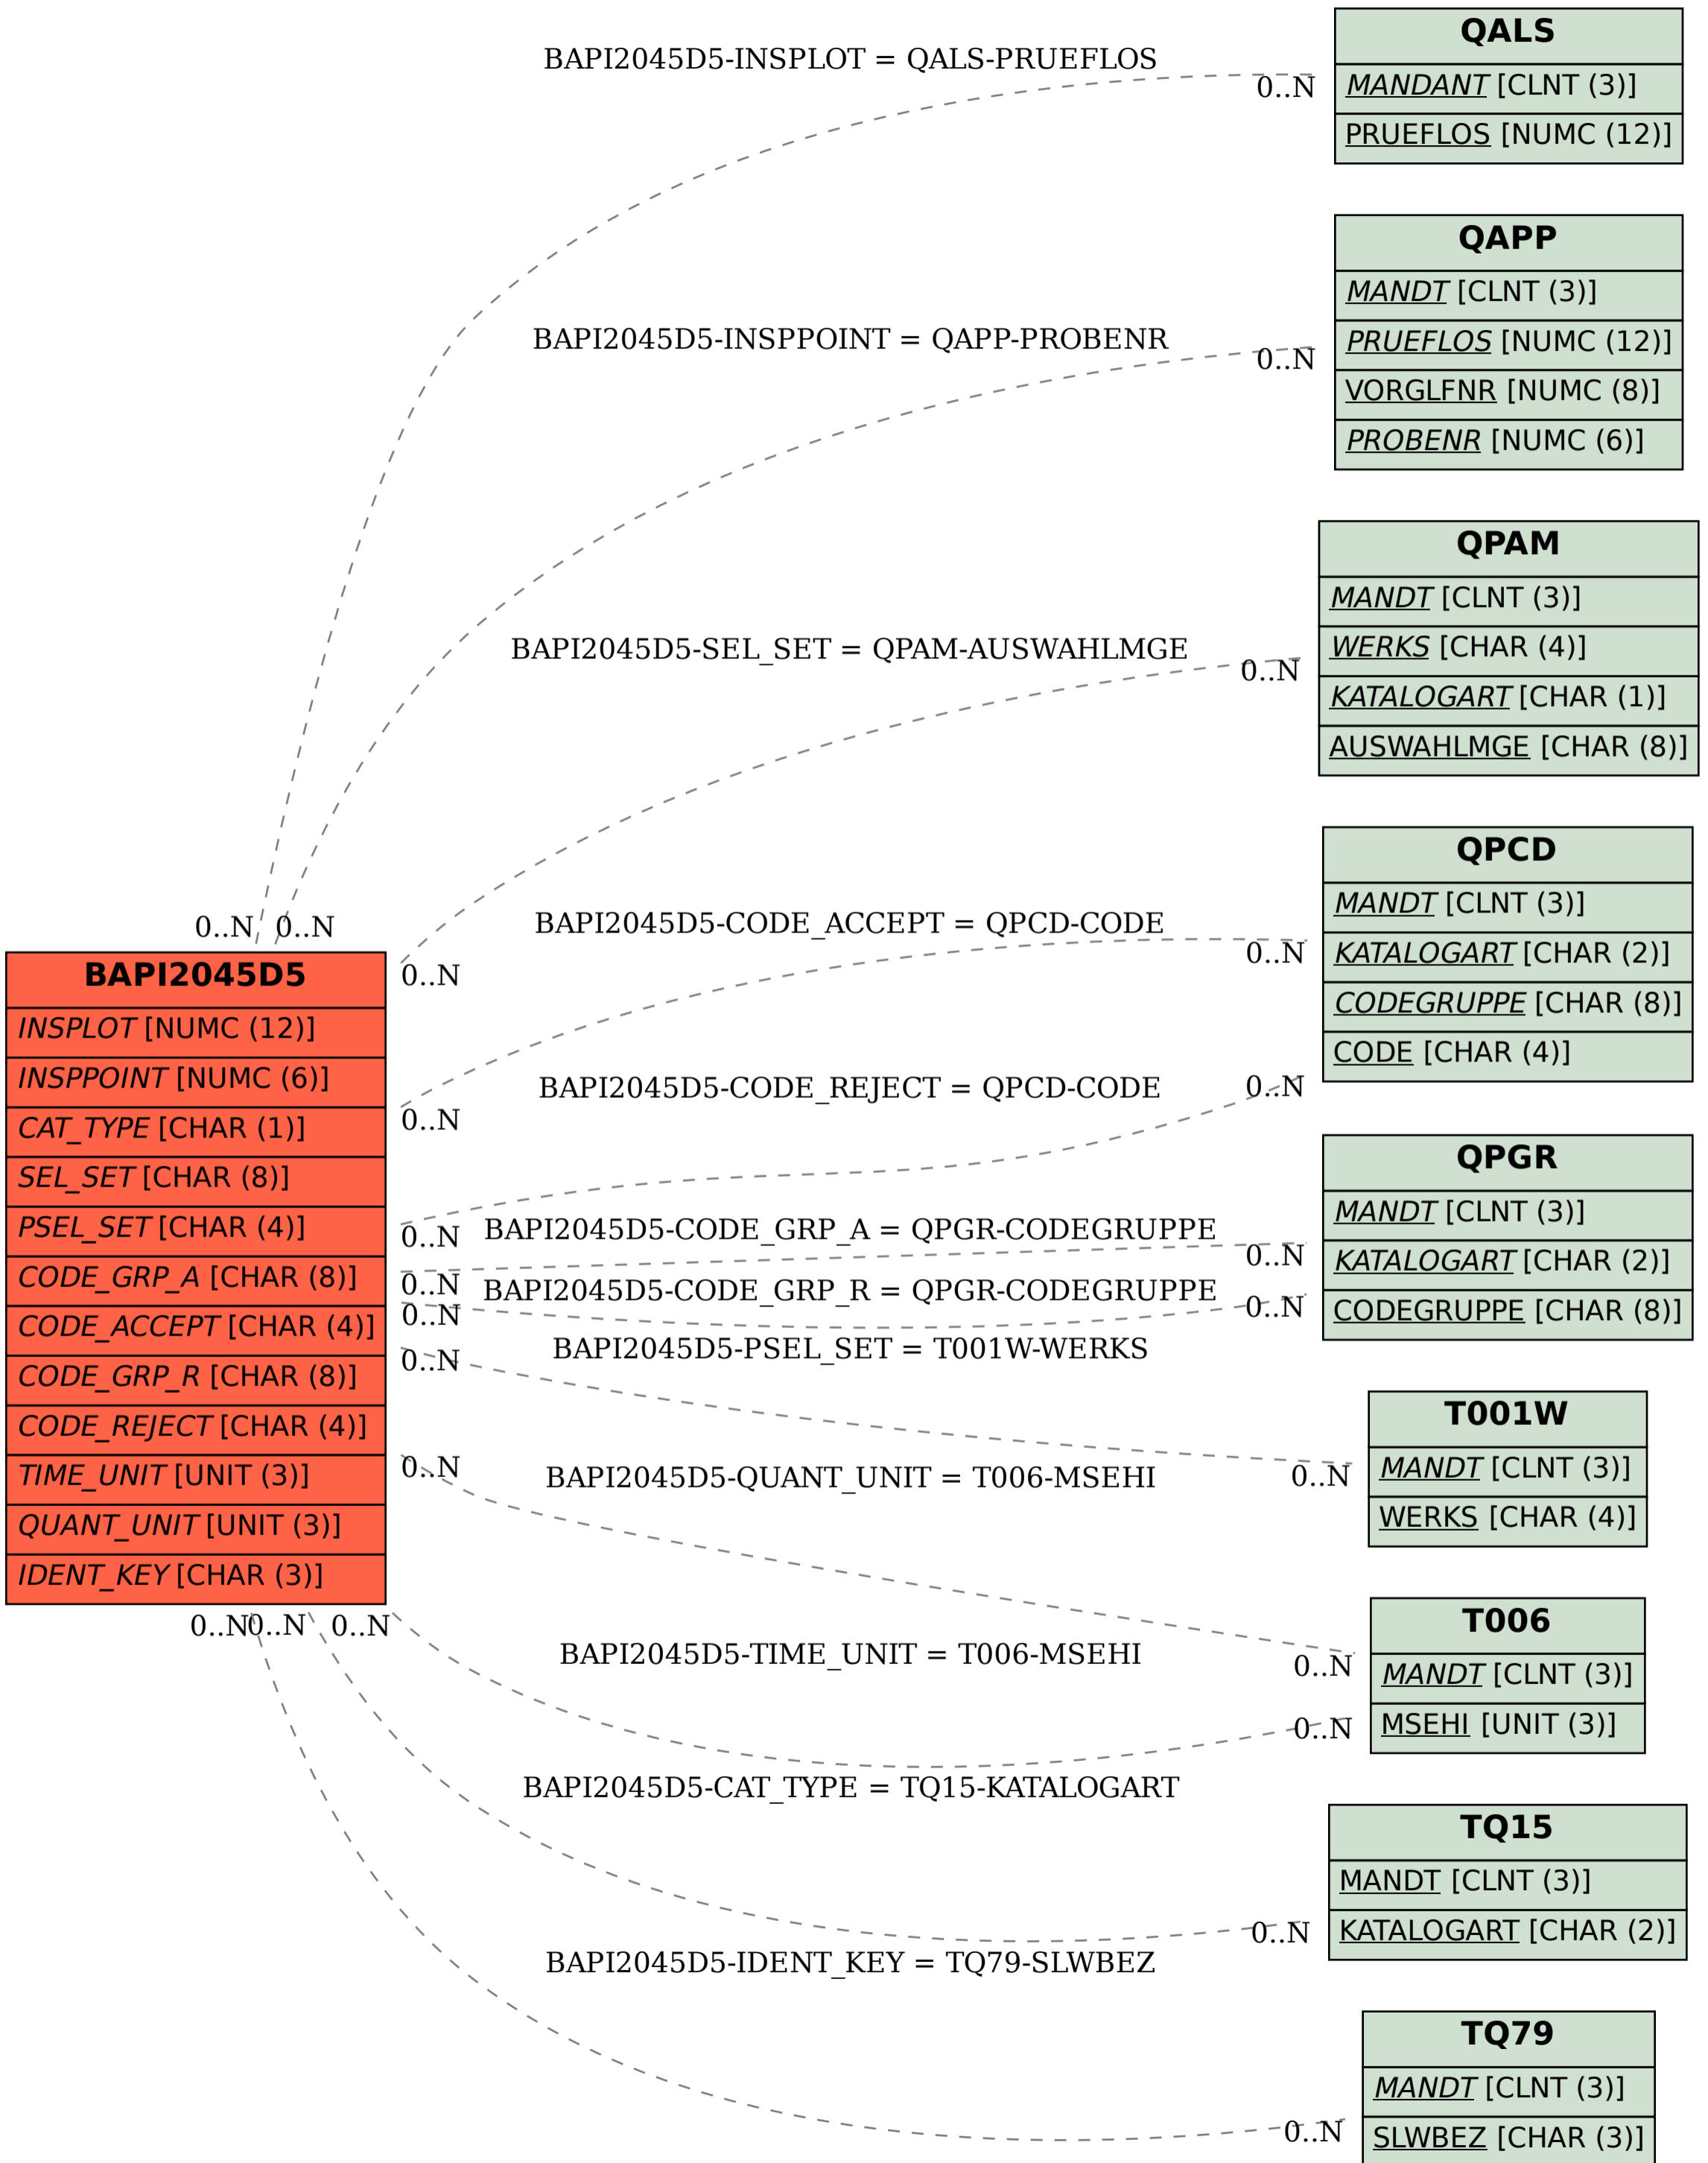 BAPI2045D5-INSPLOT = QALS-PRUEFLOS
0..N
0..N
BAPI2045D5-INSPPOINT = QAPP-PROBENR
0..N
0..N
BAPI2045D5-SEL_SET = QPAM-AUSWAHLMGE
0..N
0..N
BAPI2045D5-CODE_ACCEPT = QPCD-CODE
0..N
0..N
BAPI2045D5-CODE_REJECT = QPCD-CODE
0..N
0..N
BAPI2045D5-CODE_GRP_A = QPGR-CODEGRUPPE
0..N
0..N
BAPI2045D5-CODE_GRP_R = QPGR-CODEGRUPPE
0..N
0..N
BAPI2045D5-PSEL_SET = T001W-WERKS
0..N
0..N
BAPI2045D5-QUANT_UNIT = T006-MSEHI
0..N
0..N
BAPI2045D5-TIME_UNIT = T006-MSEHI
0..N
0..N
BAPI2045D5-CAT_TYPE = TQ15-KATALOGART
0..N
0..N
BAPI2045D5-IDENT_KEY = TQ79-SLWBEZ
0..N
0..N
BAPI2045D5
INSPLOT [NUMC (12)]
INSPPOINT [NUMC (6)]
CAT_TYPE [CHAR (1)]
SEL_SET [CHAR (8)]
PSEL_SET [CHAR (4)]
CODE_GRP_A [CHAR (8)]
CODE_ACCEPT [CHAR (4)]
CODE_GRP_R [CHAR (8)]
CODE_REJECT [CHAR (4)]
TIME_UNIT [UNIT (3)]
QUANT_UNIT [UNIT (3)]
IDENT_KEY [CHAR (3)]
QALS
MANDANT [CLNT (3)]
PRUEFLOS [NUMC (12)]
QAPP
MANDT [CLNT (3)]
PRUEFLOS [NUMC (12)]
VORGLFNR [NUMC (8)]
PROBENR [NUMC (6)]
QPAM
MANDT [CLNT (3)]
WERKS [CHAR (4)]
KATALOGART [CHAR (1)]
AUSWAHLMGE [CHAR (8)]
QPCD
MANDT [CLNT (3)]
KATALOGART [CHAR (2)]
CODEGRUPPE [CHAR (8)]
CODE [CHAR (4)]
QPGR
MANDT [CLNT (3)]
KATALOGART [CHAR (2)]
CODEGRUPPE [CHAR (8)]
T001W
MANDT [CLNT (3)]
WERKS [CHAR (4)]
T006
MANDT [CLNT (3)]
MSEHI [UNIT (3)]
TQ15
MANDT [CLNT (3)]
KATALOGART [CHAR (2)]
TQ79
MANDT [CLNT (3)]
SLWBEZ [CHAR (3)]